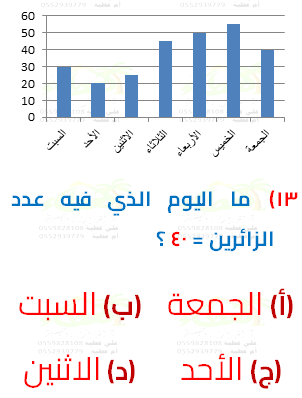 60
50
40
30
20
10
0
السبت الأحد الاثنين الثلاثاء الأربعاء الخميس الجمعة
١٣) ما اليوم الذي فيه عدد
الزائرين = ٤٠ ؟
(أ) الجمعة (ب) السبت
(ج) الأحد (د) الاثنين